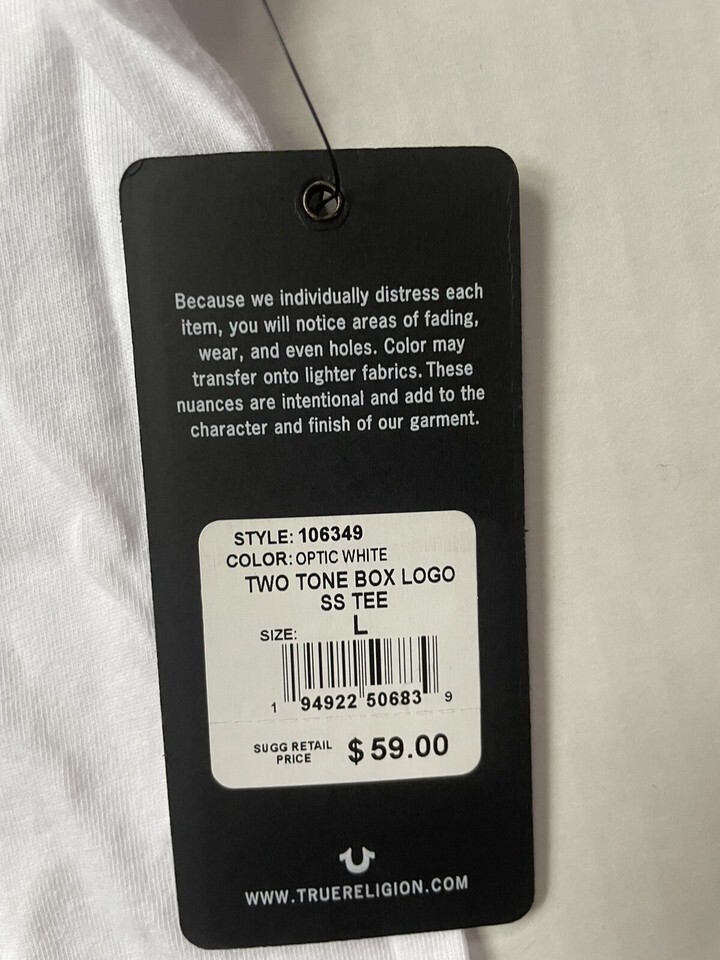 Because we individually distress each
item, you will notice areas of fading,
wear, and even holes. Color may
transfer onto lighter fabrics. These
nuances are intentional and add to the
character and finish of our garment.
STYLE: 106349
COLOR: OPTIC WHITE
TWO TONE BOX LOGO
SS TEE
SIZE: L
1 94922 50683 9
SUGG RETAIL
PRICE $59.00
WWW.TRUERELIGION.COM